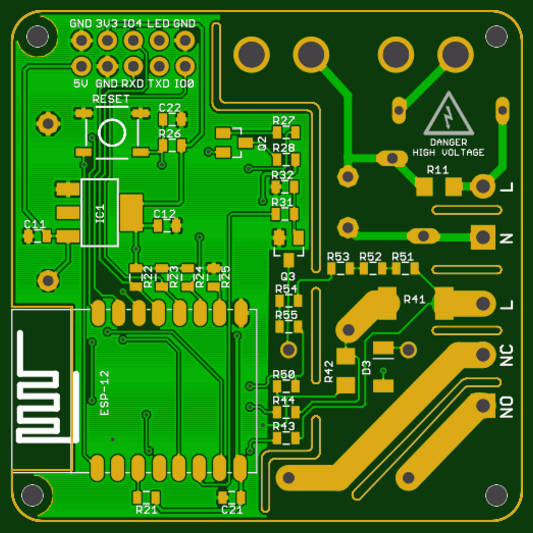 GND 3V3 IO4 LED GND
5V GND RXD TXD IO0
RESET
C22
R26
R27
Q2
R28
DANGER
HIGH VOLTAGE
R11
L
R32
R31
IC1
C11
C12
N
Q3
R53 R52 R51
R22
R23
R24
R25
R54
R41
L
R55
NC
R42
D3
ESP-12
R50
R44
NO
R43
R21
C21